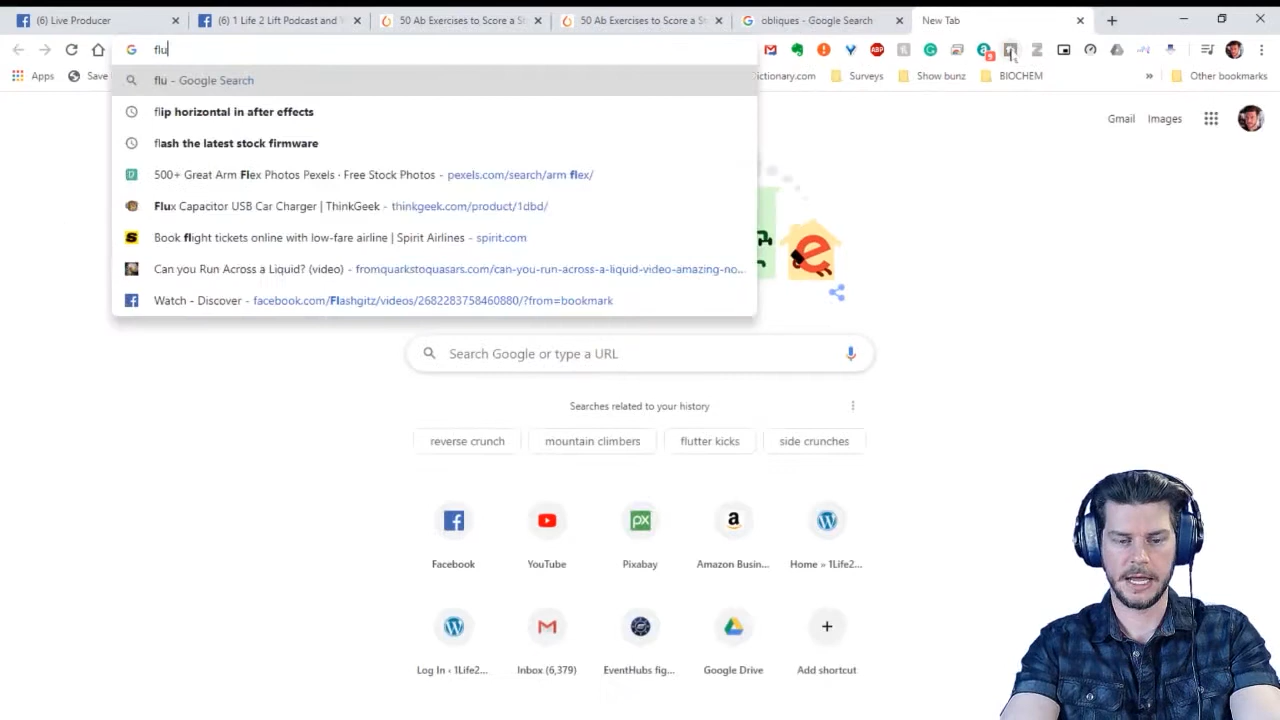 (6) Live Producer
(6) 1 Life 2 Lift Podcast and
50 Ab Exercises to Score a S
50 Ab Exercises to Score a S
obliques - Google Search
New Tab
flu
ABP
9
Apps
Save
Dictionary.com
Surveys
Show bunz
BIOCHEM
»
Other bookmarks
flu - Google Search
flip horizontal in after effects
flash the latest stock firmware
500+ Great Arm Flex Photos Pexels · Free Stock Photos - pexels.com/search/arm flex/
Flux Capacitor USB Car Charger | ThinkGeek - thinkgeek.com/product/1dbd/
Book flight tickets online with low-fare airline | Spirit Airlines - spirit.com
Can you Run Across a Liquid? (video) - fromquarkstoquasars.com/can-you-run-across-a-liquid-video-amazing-no...
Watch - Discover - facebook.com/Flashgitz/videos/2682283758460880/?from=bookmark
Gmail
Images
Search Google or type a URL
Searches related to your history
reverse crunch
mountain climbers
flutter kicks
side crunches
px
Facebook
YouTube
Pixabay
Amazon Busin...
Home » 1Life2...
Log In ‹ 1Life2...
Inbox (6,379)
EventHubs fig...
Google Drive
Add shortcut